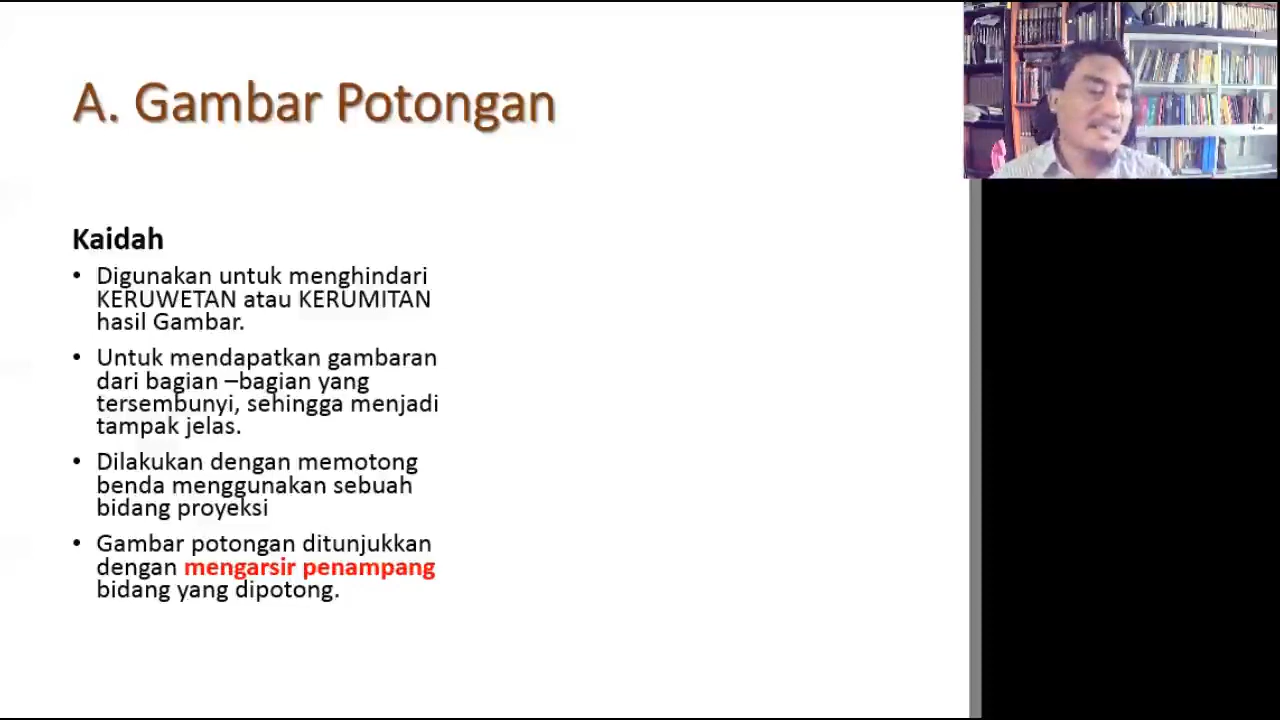 A. Gambar Potongan
Kaidah
• Digunakan untuk menghindari
KERUWETAN atau KERUMITAN
hasil Gambar.
• Untuk mendapatkan gambaran
dari bagian –bagian yang
tersembunyi, sehingga menjadi
tampak jelas.
• Dilakukan dengan memotong
benda menggunakan sebuah
bidang proyeksi
• Gambar potongan ditunjukkan
dengan mengarsir penampang
bidang yang dipotong.